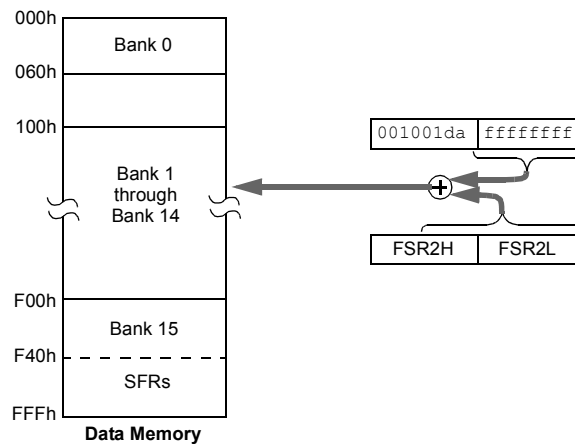 000h
Bank 0
060h
100h
001001da ffffffff
Bank 1
through
Bank 14
FSR2H FSR2L
F00h
Bank 15
F40h
SFRs
FFFh
Data Memory